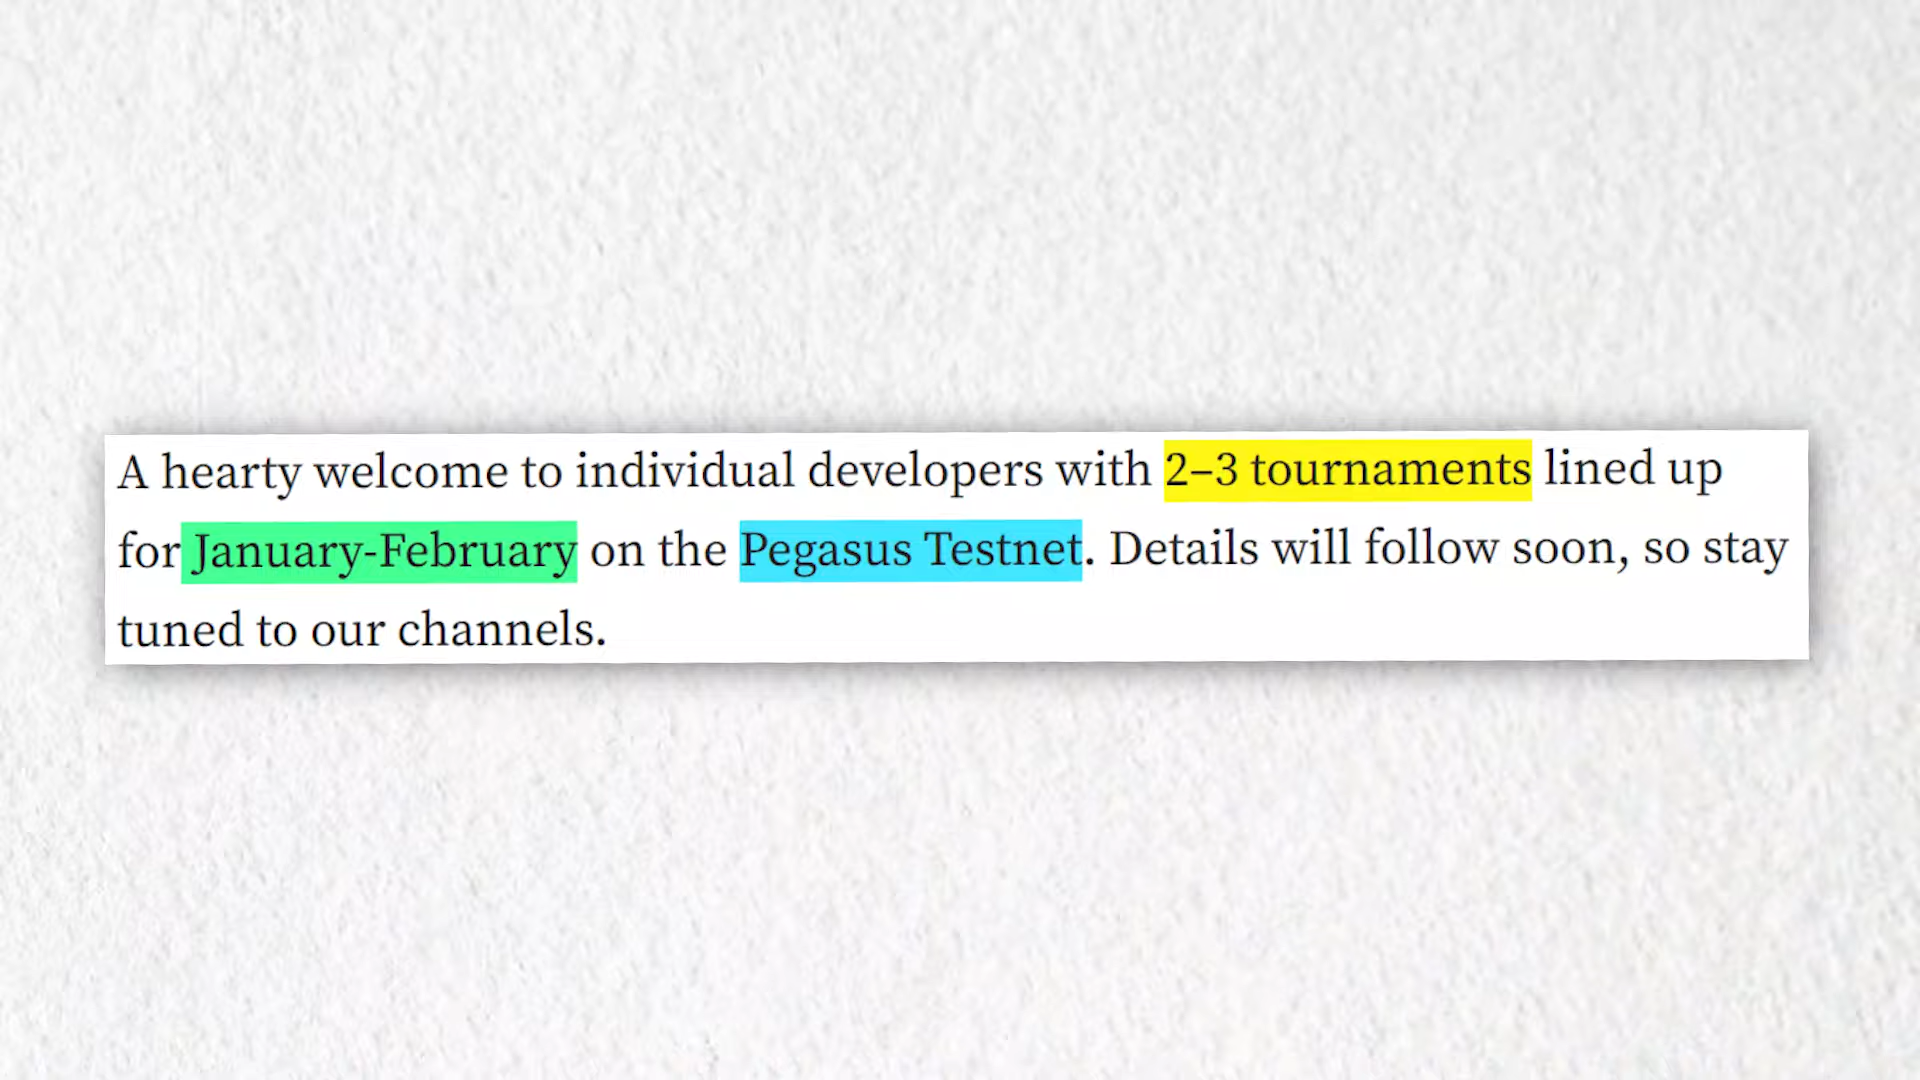 A hearty welcome to individual developers with 2–3 tournaments lined up
for January-February on the Pegasus Testnet. Details will follow soon, so stay
tuned to our channels.